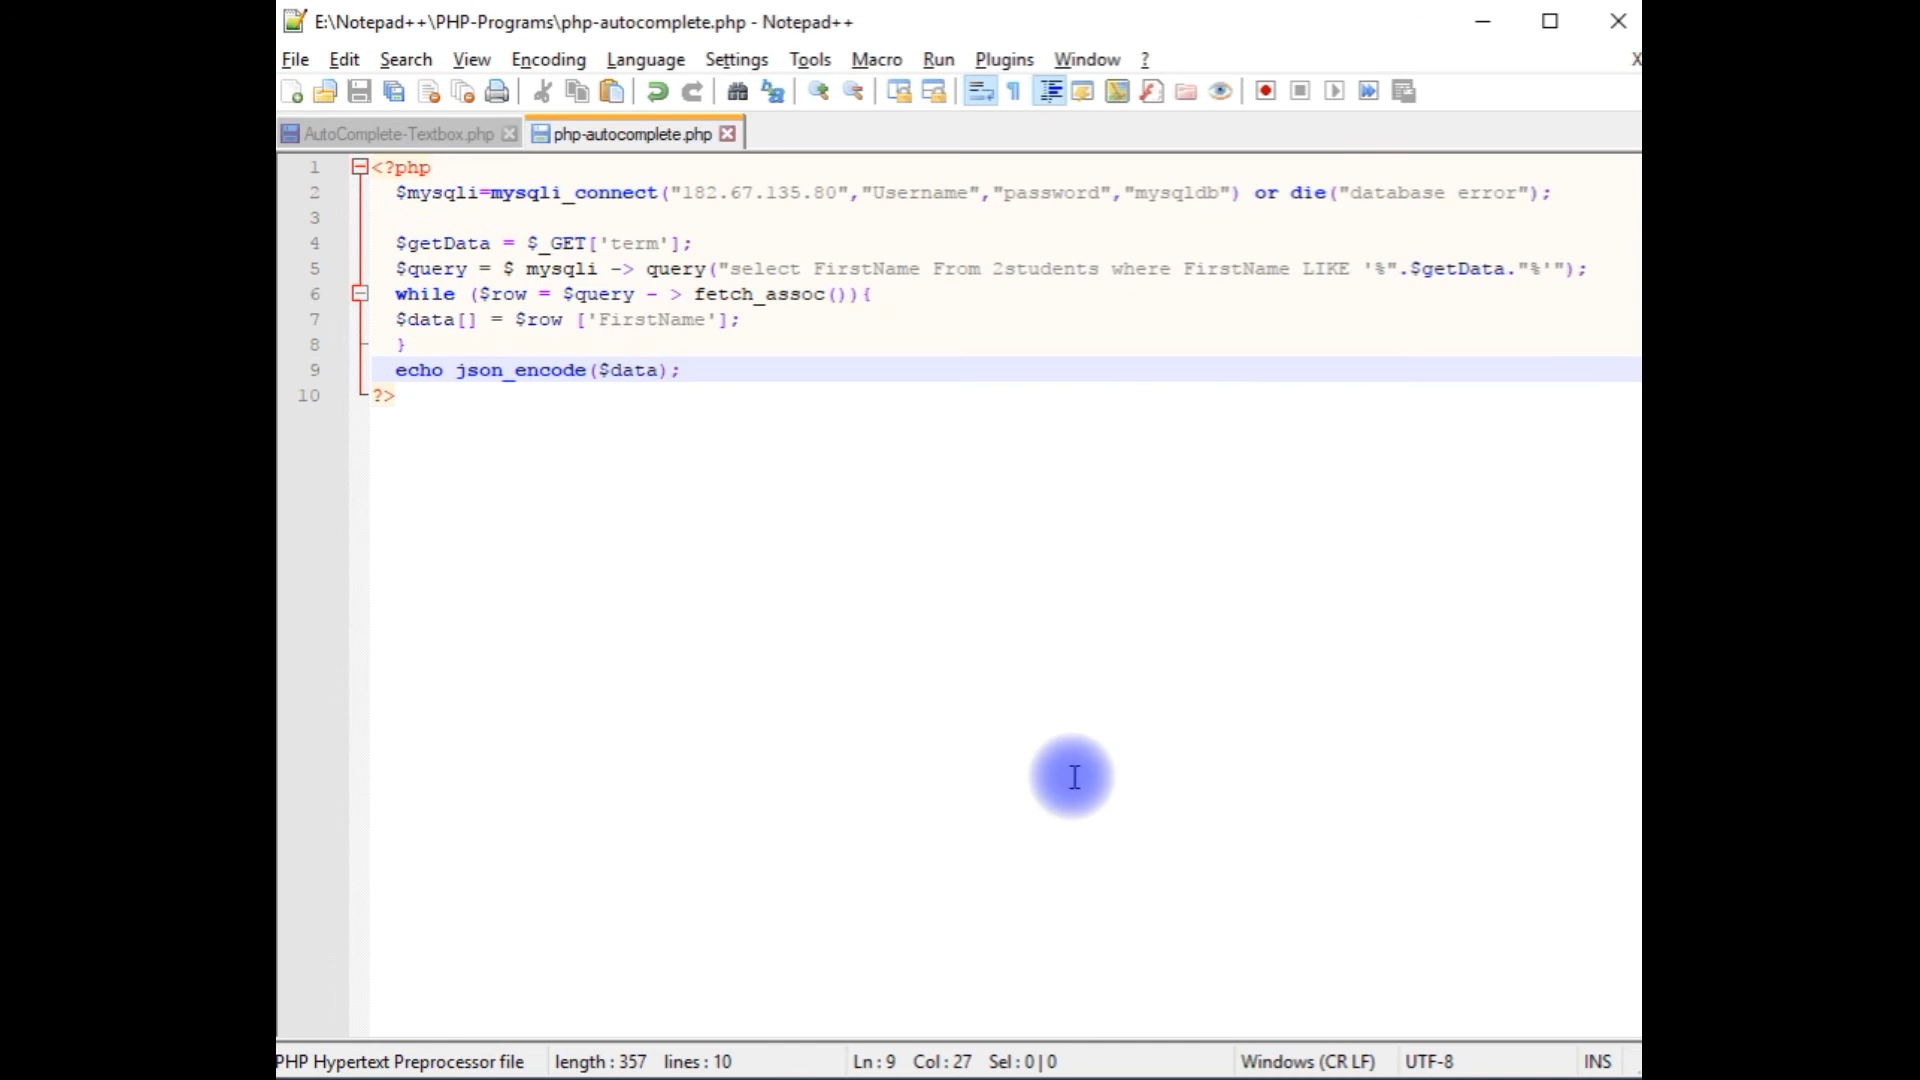 E:\Notepad++\PHP-Programs\php-autocomplete.php - Notepad++
File Edit Search View Encoding Language Settings Tools Macro Run Plugins Window ? X
AutoComplete-Textbox.php php-autocomplete.php
1 <?php
2 $mysqli=mysqli_connect("182.67.135.80","Username","password","mysqldb") or die("database error");
3
4 $getData = $_GET['term'];
5 $query = $ mysqli -> query("select FirstName From 2students where FirstName LIKE '%".$getData."%'");
6 while ($row = $query - > fetch_assoc()){
7 $data[] = $row ['FirstName'];
8 }
9 echo json_encode($data);
10 ?>
PHP Hypertext Preprocessor file length : 357 lines : 10 Ln : 9 Col : 27 Sel : 0 | 0 Windows (CR LF) UTF-8 INS